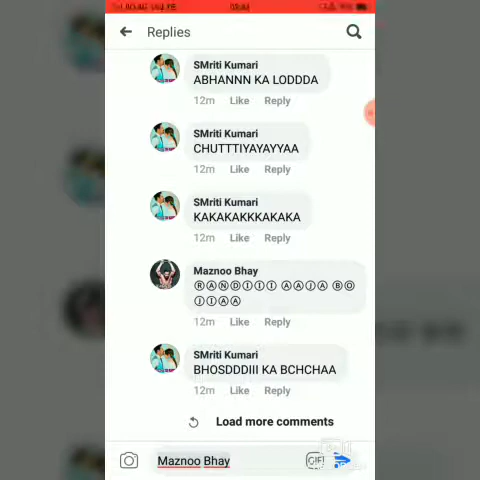 Replies
SMriti Kumari
ABHANNN KA LODDDA
12m Like Reply
SMriti Kumari
CHUTTTIYAYAYYAA
12m Like Reply
SMriti Kumari
KAKAKAKKKAKAKA
12m Like Reply
Maznoo Bhay
ⓇⒶⓃⒹⒾⒾⒾ ⒶⒶⒿⒶ ⒷⓄ
ⒿⒾⒶⒶ
12m Like Reply
SMriti Kumari
BHOSDDDIII KA BCHCHAA
12m Like Reply
Load more comments
Maznoo Bhay
GIF